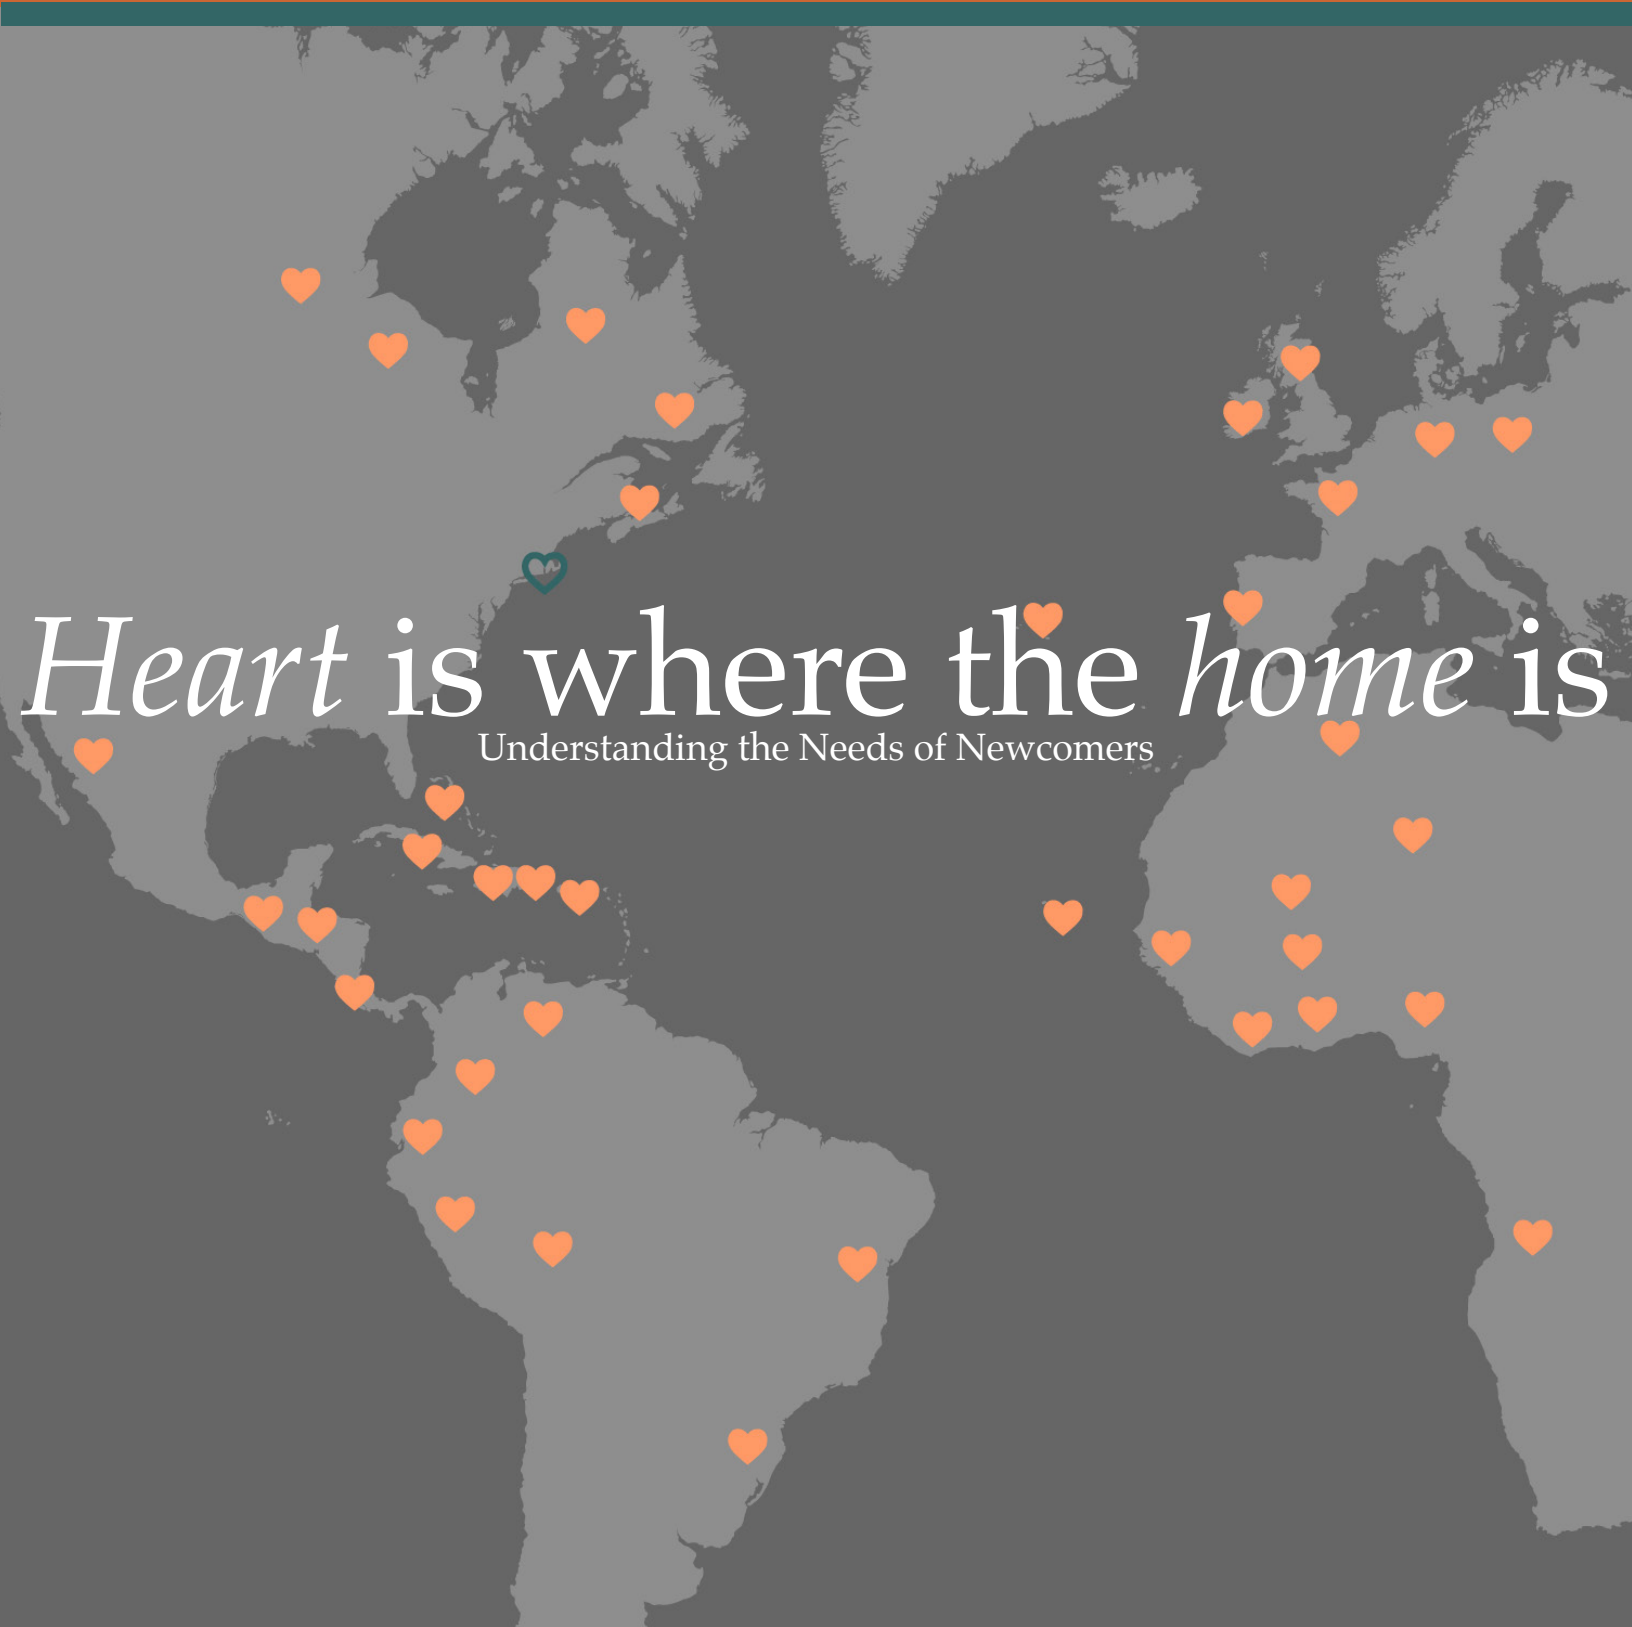 Heart is where the home is
Understanding the Needs of Newcomers